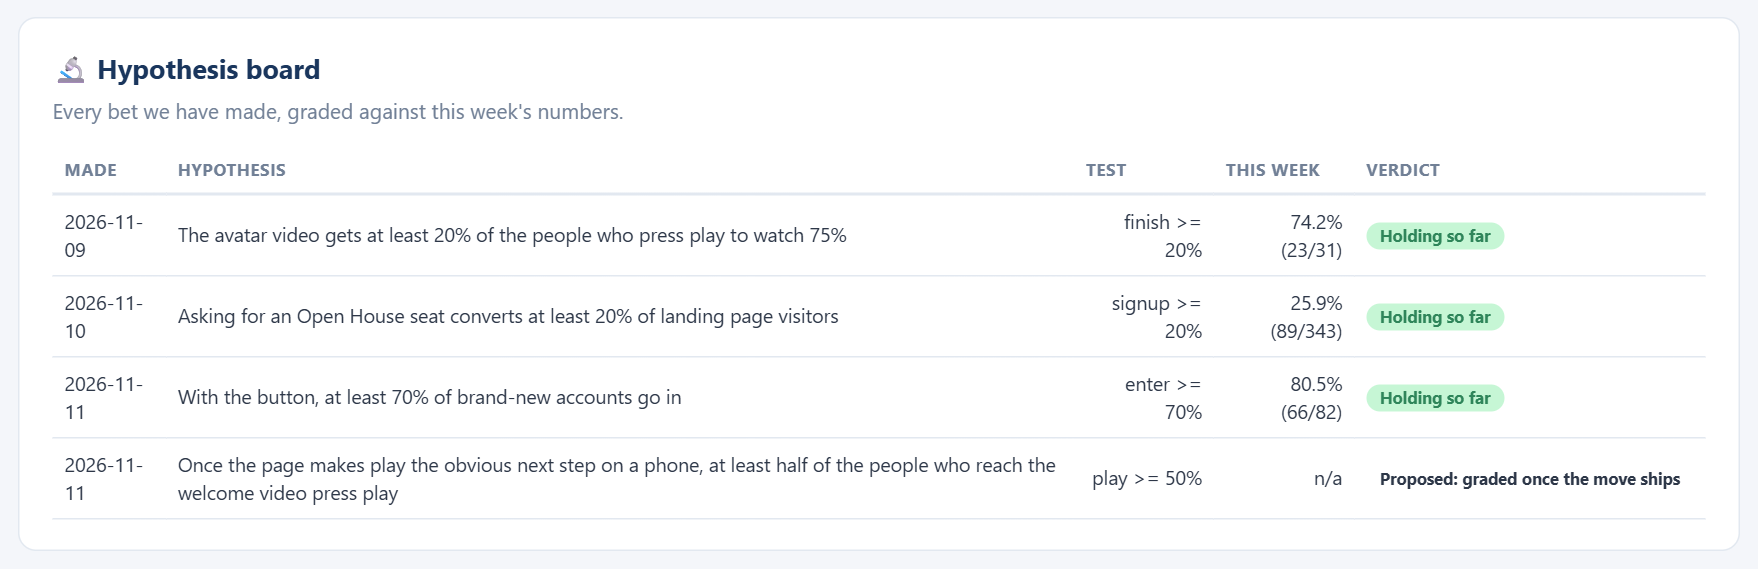 Hypothesis board
Every bet we have made, graded against this week's numbers.
MADE HYPOTHESIS TEST THIS WEEK VERDICT
2026-11-09 The avatar video gets at least 20% of the people who press play to watch 75% finish >= 20% 74.2% (23/31) Holding so far
2026-11-10 Asking for an Open House seat converts at least 20% of landing page visitors signup >= 20% 25.9% (89/343) Holding so far
2026-11-11 With the button, at least 70% of brand-new accounts go in enter >= 70% 80.5% (66/82) Holding so far
2026-11-11 Once the page makes play the obvious next step on a phone, at least half of the people who reach the welcome video press play play >= 50% n/a Proposed: graded once the move ships